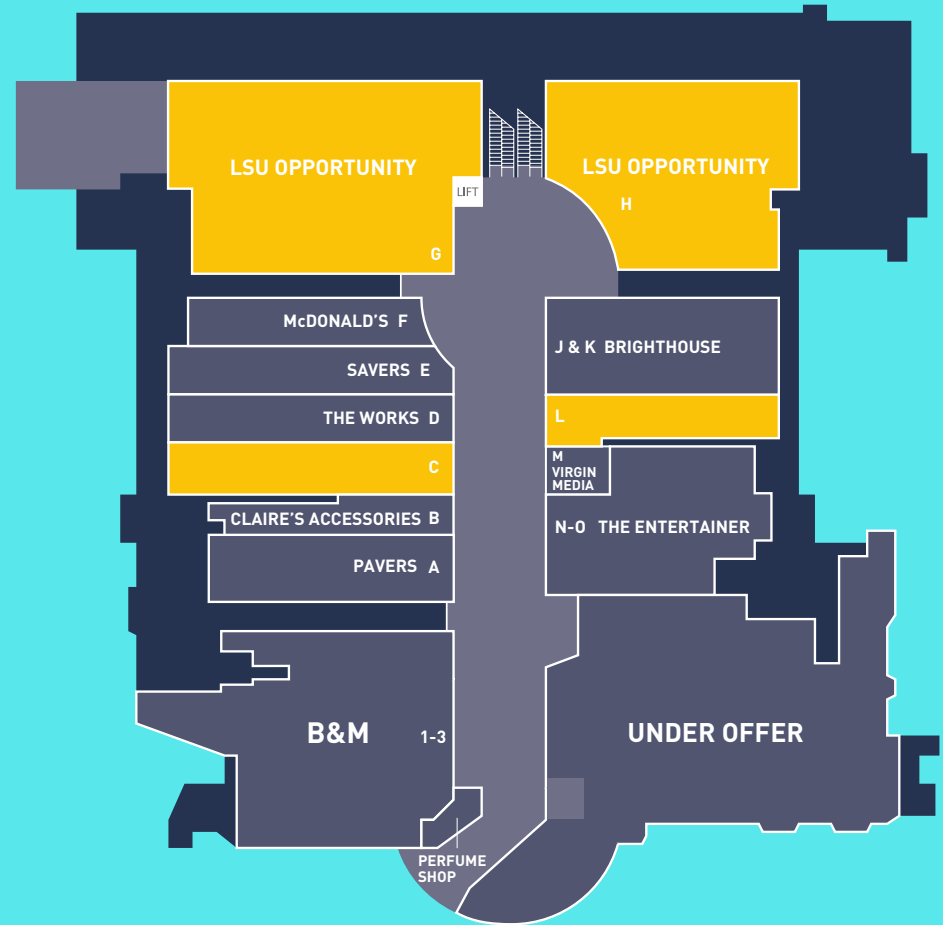 LSU OPPORTUNITY
G
LIFT
LSU OPPORTUNITY
H
McDONALD'S F
SAVERS E
THE WORKS D
C
CLAIRE'S ACCESSORIES B
PAVERS A
J & K BRIGHTHOUSE
L
M
VIRGIN
MEDIA
N-O THE ENTERTAINER
B&M 1-3
UNDER OFFER
PERFUME
SHOP